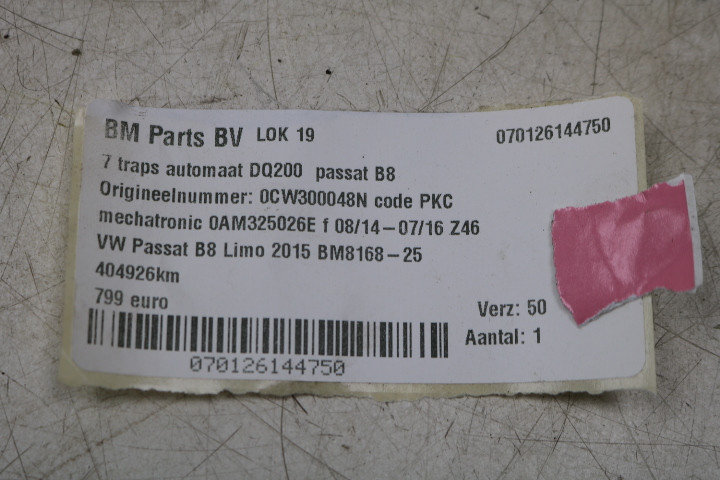 BM Parts BV LOK 19 070126144750
7 traps automaat DQ200 passat B8
Origineelnummer: 0CW300048N code PKC
mechatronic 0AM325026E f 08/14-07/16 Z46
VW Passat B8 Limo 2015 BM8168-25
404926km
799 euro
Verz: 50
Aantal: 1
070126144750